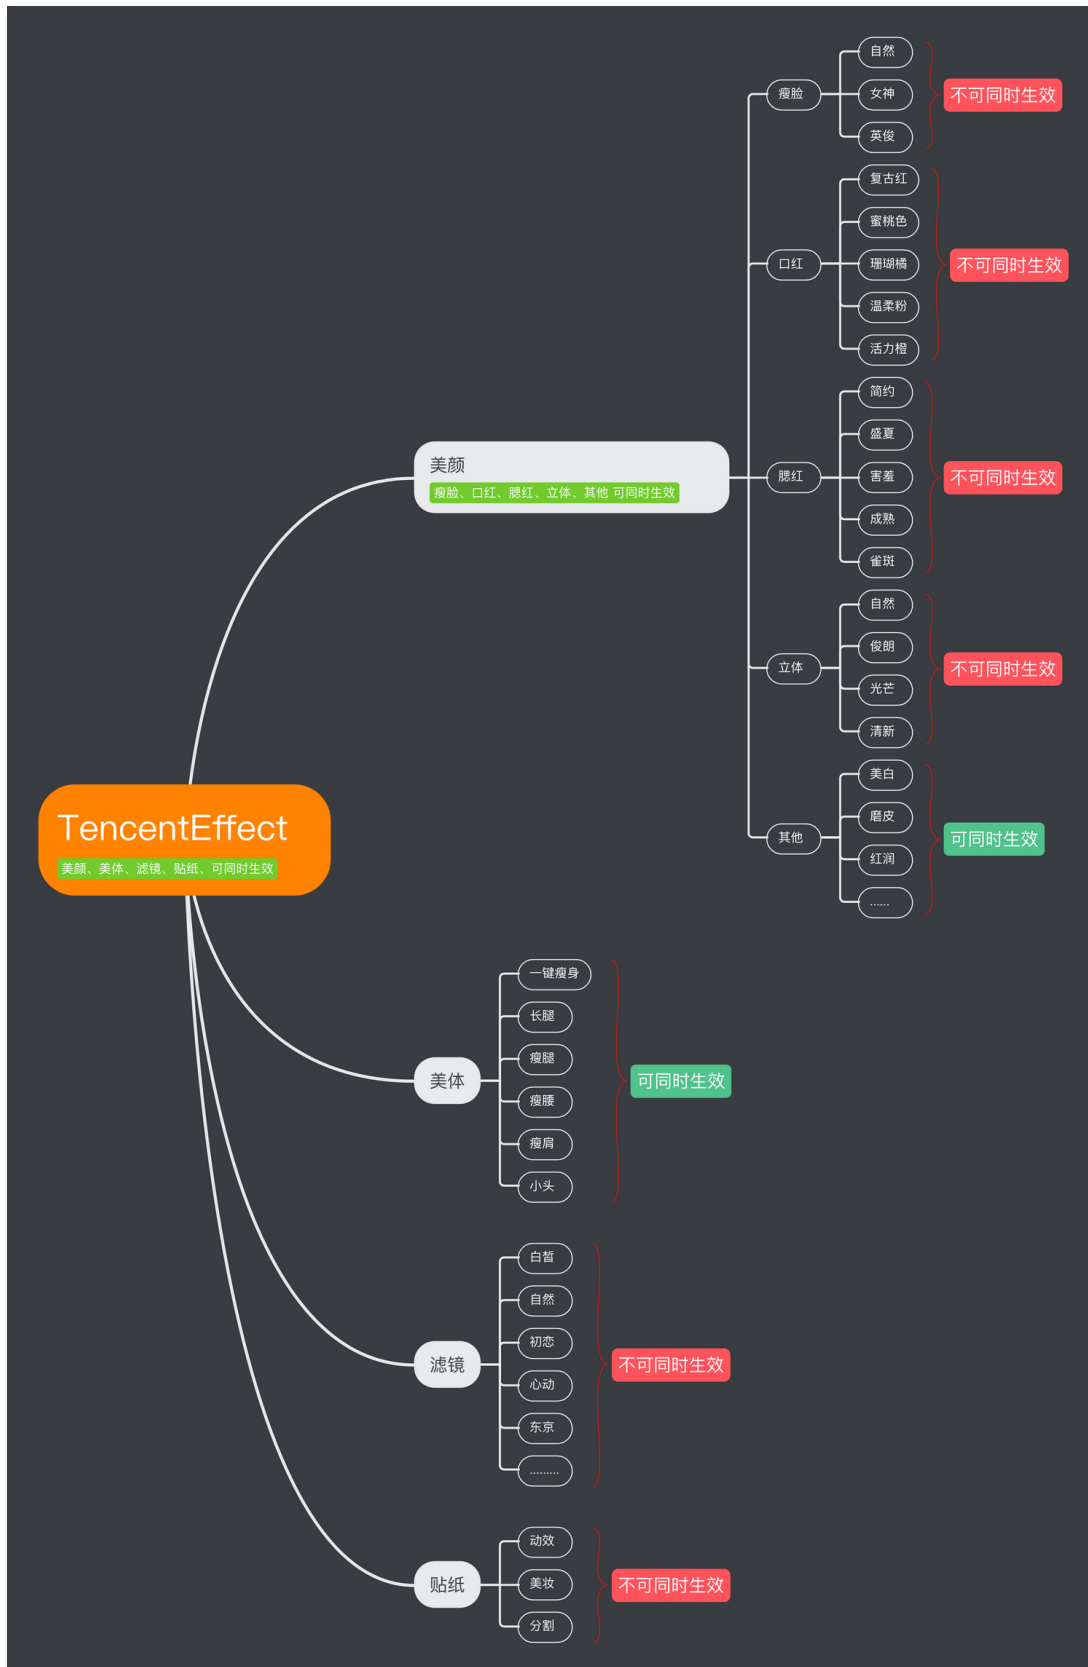 TencentEffect
美颜、美体、滤镜、贴纸、可同时生效
美颜
瘦脸、口红、腮红、立体、其他 可同时生效
瘦脸
自然
女神
英俊
不可同时生效
口红
复古红
蜜桃色
珊瑚橘
温柔粉
活力橙
不可同时生效
腮红
简约
盛夏
害羞
成熟
雀斑
不可同时生效
立体
自然
俊朗
光芒
清新
不可同时生效
其他
美白
磨皮
红润
......
可同时生效
美体
一键瘦身
长腿
瘦腿
瘦腰
瘦肩
小头
可同时生效
滤镜
白皙
自然
初恋
心动
东京
.........
不可同时生效
贴纸
动效
美妆
分割
不可同时生效